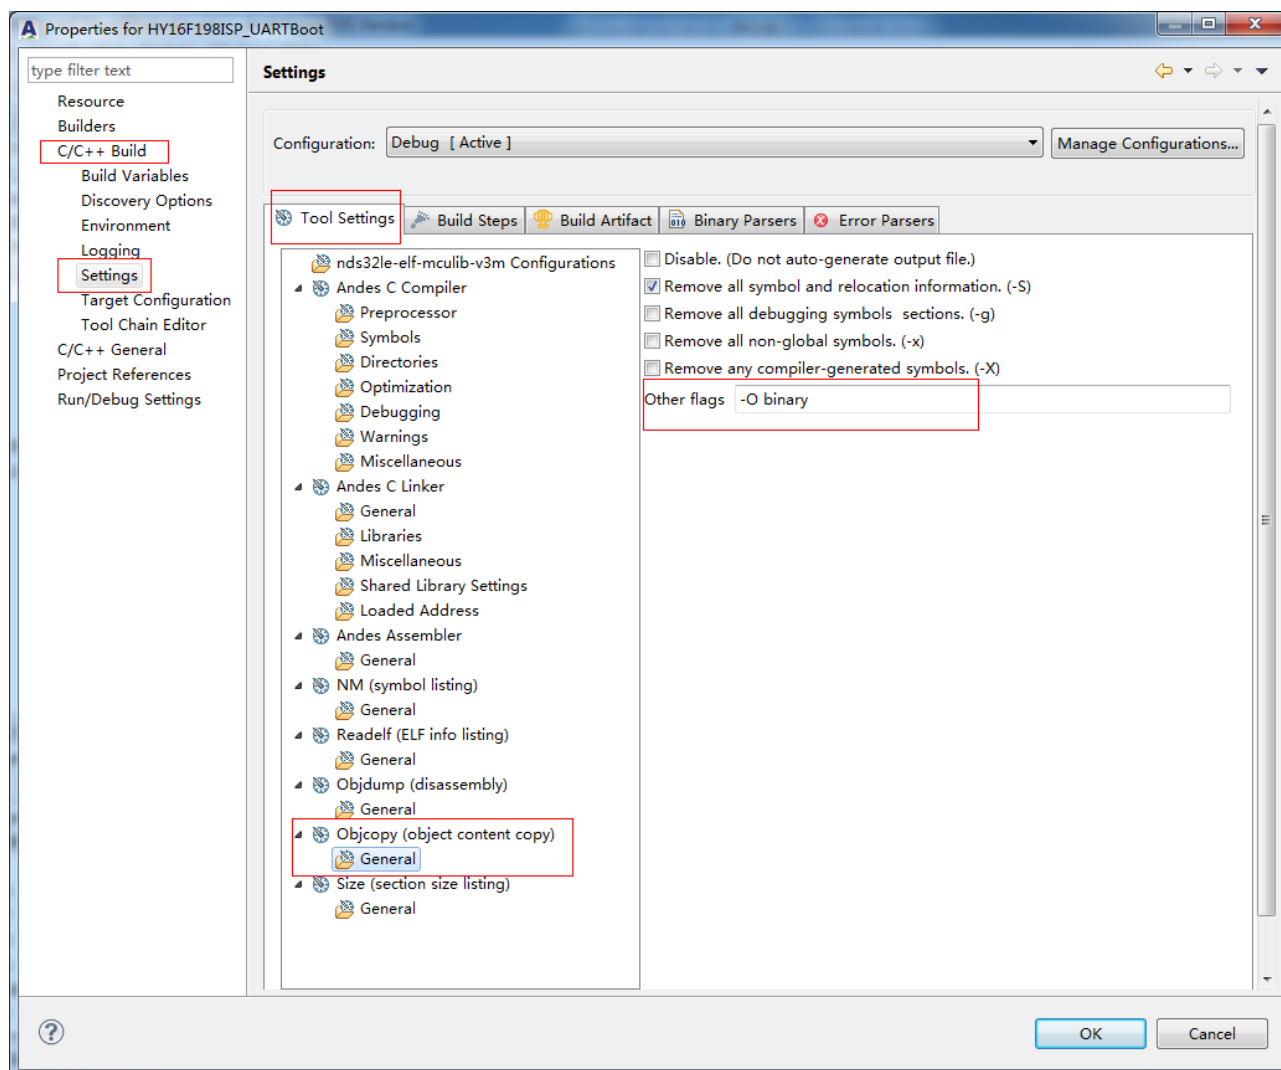 Properties for HY16F198ISP_UARTBoot
type filter text
Resource
Builders
C/C++ Build
Build Variables
Discovery Options
Environment
Logging
Settings
Target Configuration
Tool Chain Editor
C/C++ General
Project References
Run/Debug Settings
Settings
Configuration: Debug [ Active ] Manage Configurations...
Tool Settings Build Steps Build Artifact Binary Parsers Error Parsers
nds32le-elf-mculib-v3m Configurations
Andes C Compiler
Preprocessor
Symbols
Directories
Optimization
Debugging
Warnings
Miscellaneous
Andes C Linker
General
Libraries
Miscellaneous
Shared Library Settings
Loaded Address
Andes Assembler
General
NM (symbol listing)
General
Readelf (ELF info listing)
General
Objdump (disassembly)
General
Objcopy (object content copy)
General
Size (section size listing)
General
Disable. (Do not auto-generate output file.)
Remove all symbol and relocation information. (-S)
Remove all debugging symbols sections. (-g)
Remove all non-global symbols. (-x)
Remove any compiler-generated symbols. (-X)
Other flags -O binary
OK Cancel